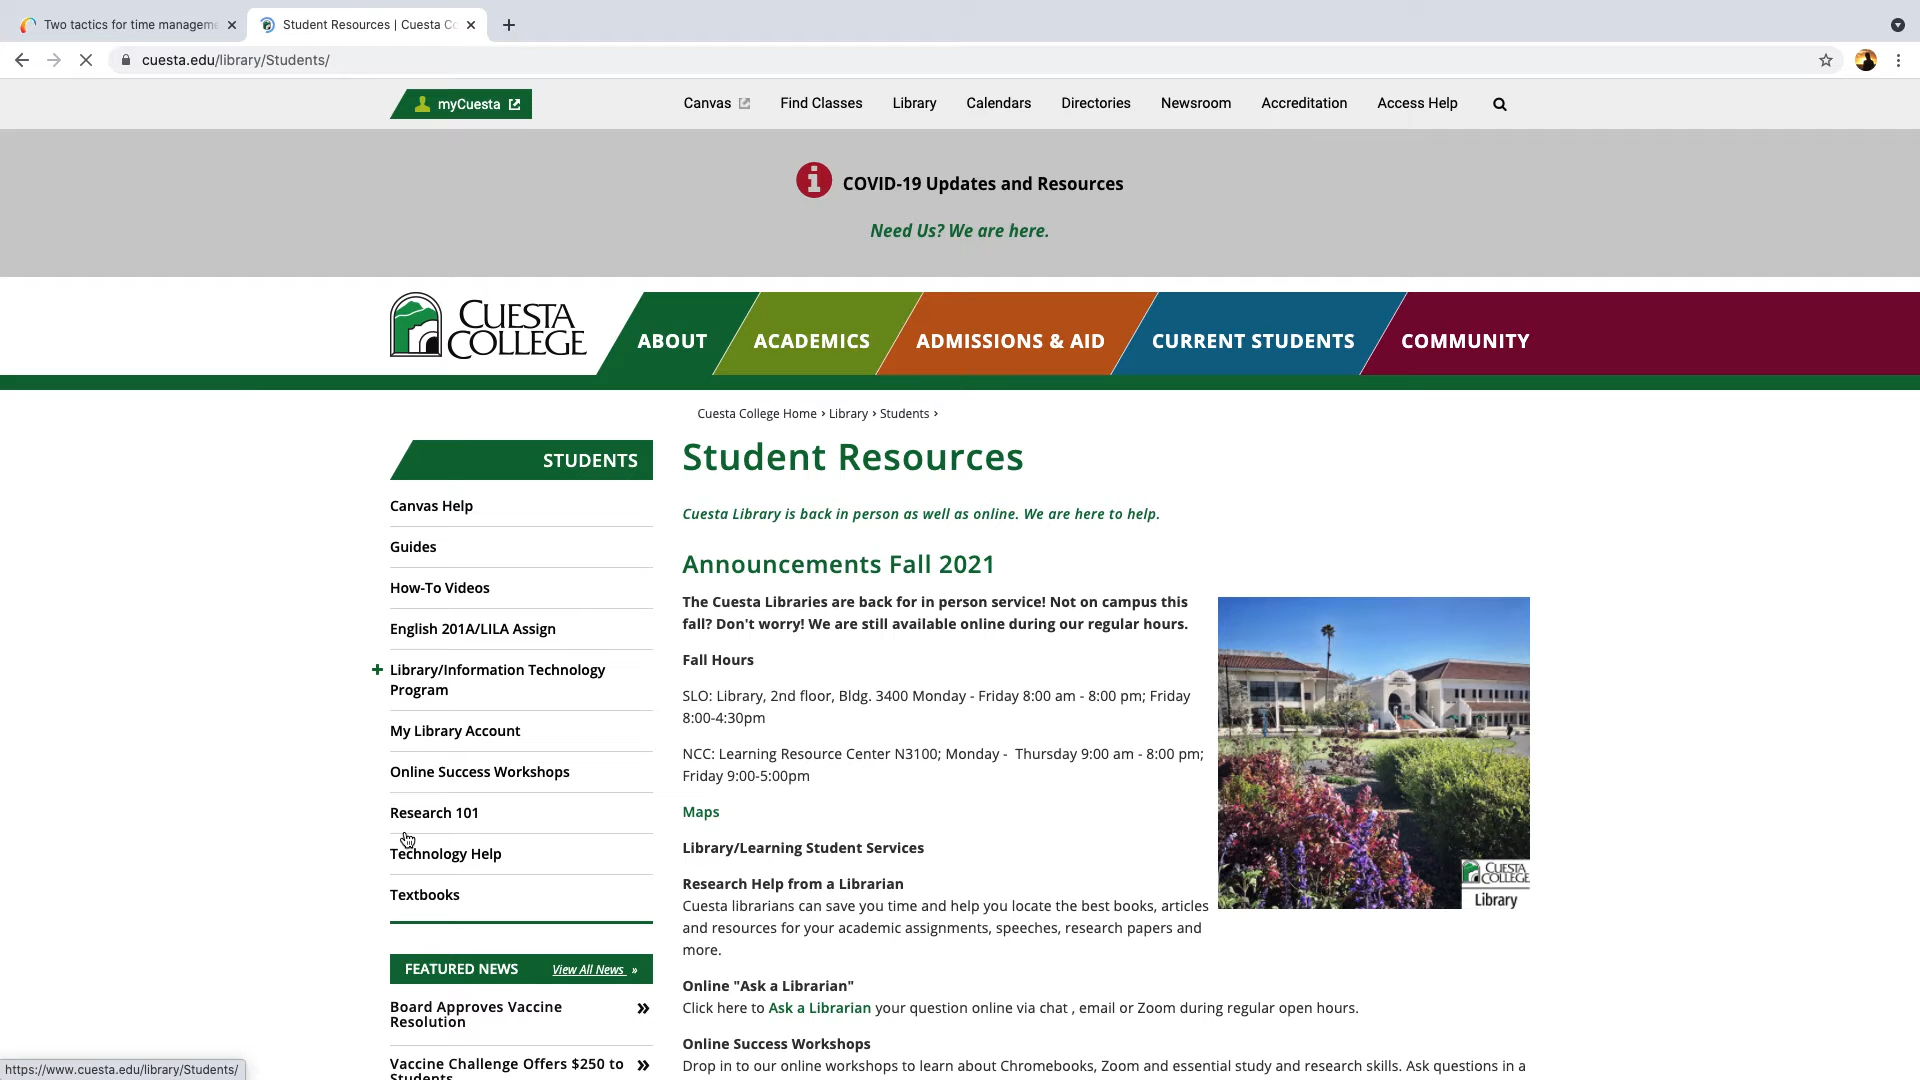 Two tactics for time manageme
Student Resources | Cuesta Co
cuesta.edu/library/Students/
myCuesta
Canvas
Find Classes
Library
Calendars
Directories
Newsroom
Accreditation
Access Help
COVID-19 Updates and Resources
Need Us? We are here.
CUESTA
COLLEGE
ABOUT
ACADEMICS
ADMISSIONS & AID
CURRENT STUDENTS
COMMUNITY
Cuesta College Home › Library › Students ›
STUDENTS
Canvas Help
Guides
How-To Videos
English 201A/LILA Assign
+ Library/Information Technology
Program
My Library Account
Online Success Workshops
Research 101
Technology Help
Textbooks
FEATURED NEWS
View All News »
Board Approves Vaccine »
Resolution
Vaccine Challenge Offers $250 to »
Students
Student Resources
Cuesta Library is back in person as well as online. We are here to help.
Announcements Fall 2021
The Cuesta Libraries are back for in person service! Not on campus this
fall? Don't worry! We are still available online during our regular hours.
Fall Hours
SLO: Library, 2nd floor, Bldg. 3400 Monday - Friday 8:00 am - 8:00 pm; Friday
8:00-4:30pm
NCC: Learning Resource Center N3100; Monday - Thursday 9:00 am - 8:00 pm;
Friday 9:00-5:00pm
Maps
Library/Learning Student Services
Research Help from a Librarian
Cuesta librarians can save you time and help you locate the best books, articles
and resources for your academic assignments, speeches, research papers and
more.
Online "Ask a Librarian"
Click here to Ask a Librarian your question online via chat , email or Zoom during regular open hours.
Online Success Workshops
Drop in to our online workshops to learn about Chromebooks, Zoom and essential study and research skills. Ask questions in a
CUESTA
COLLEGE
Library
https://www.cuesta.edu/library/Students/